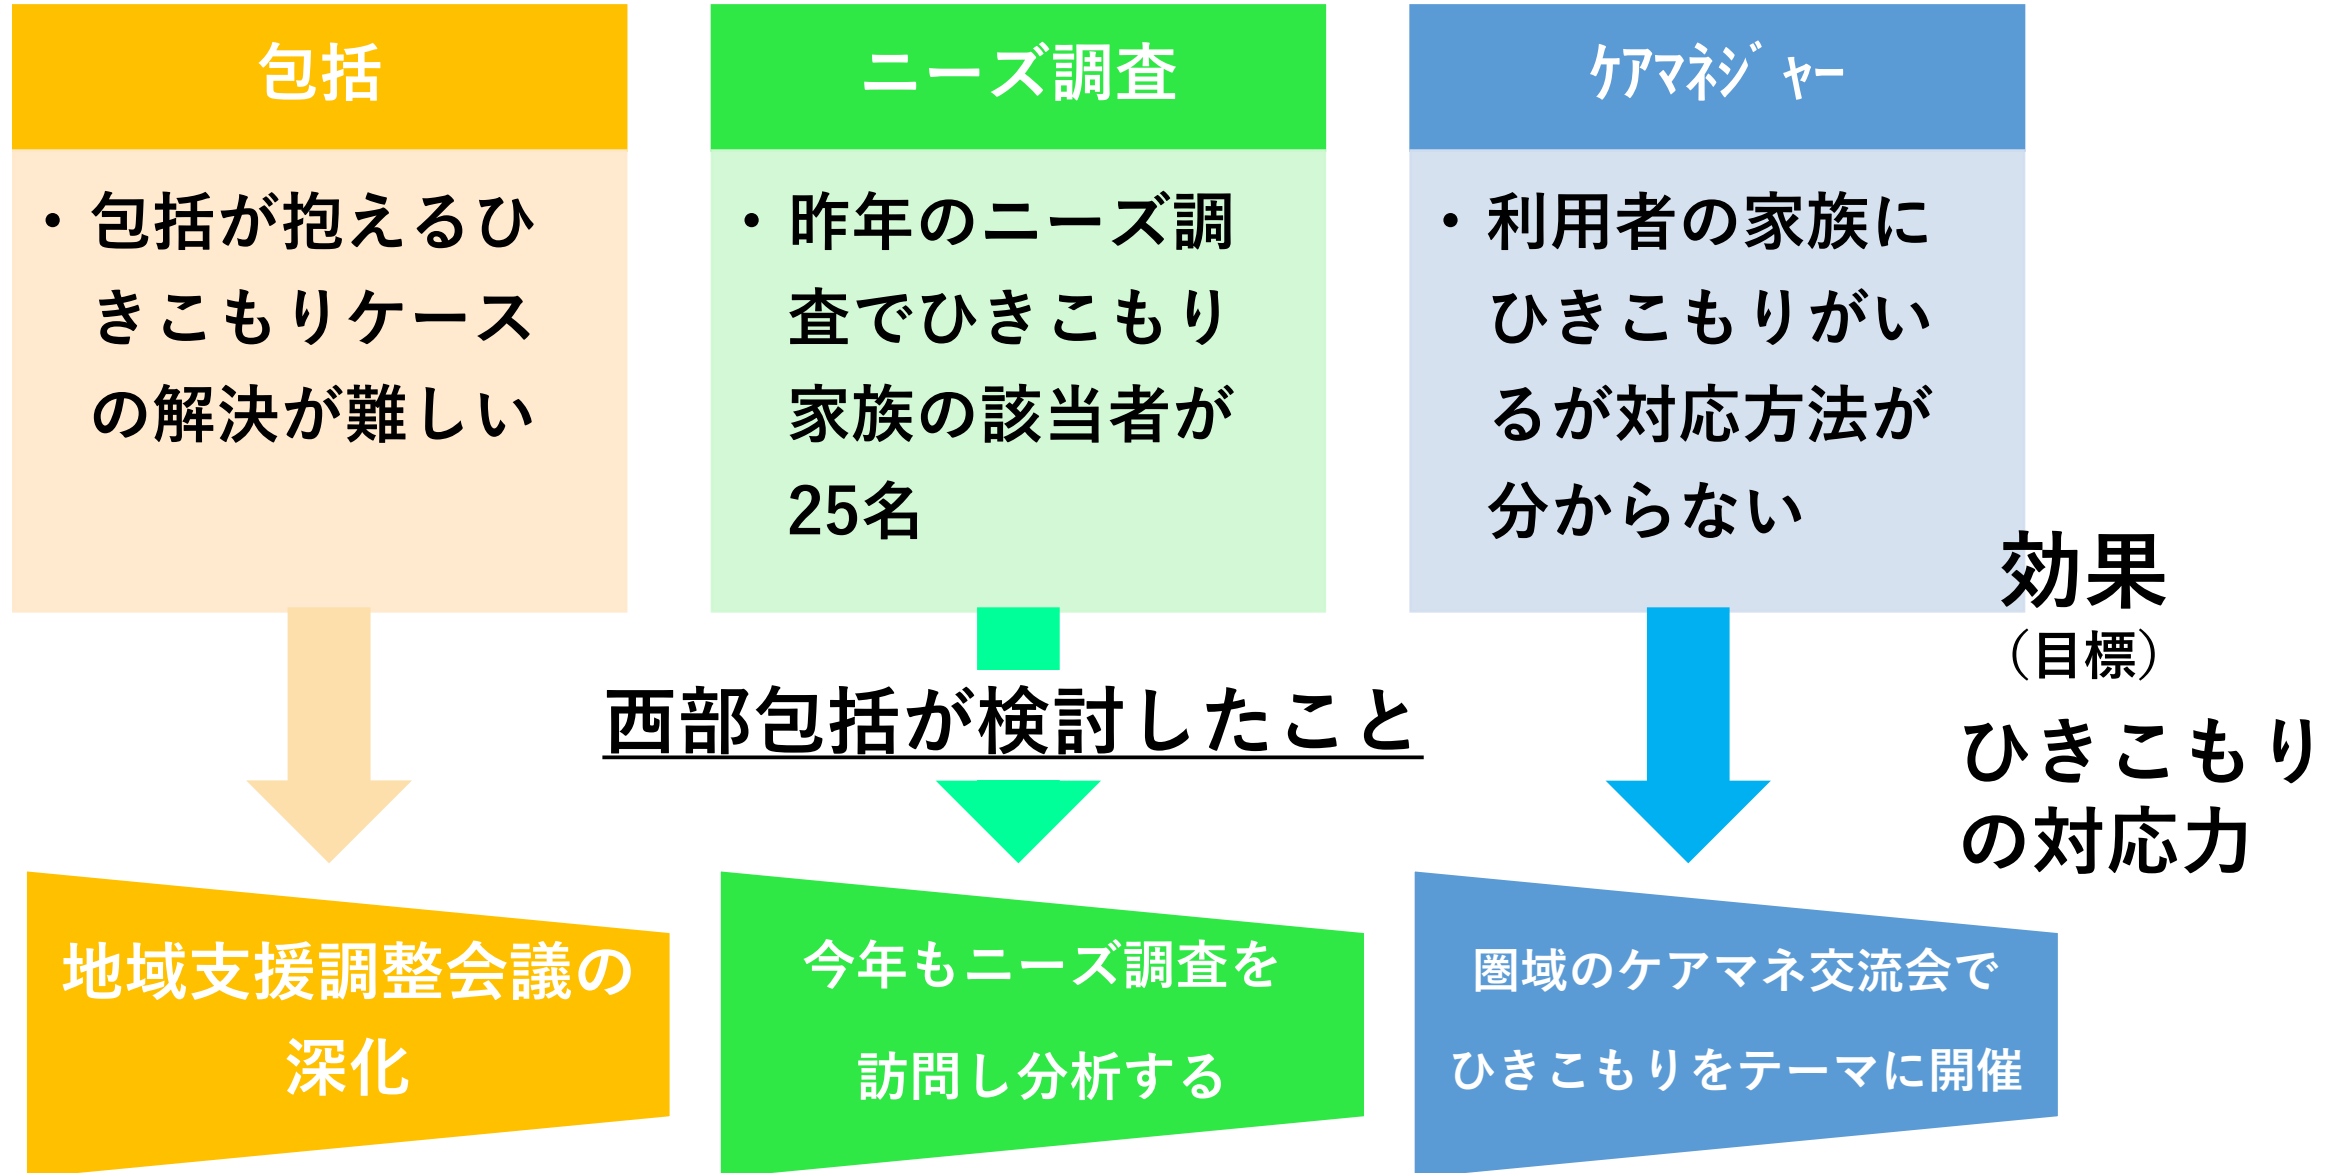 包括
・包括が抱えるひ
きこもりケース
の解決が難しい
ニーズ調査
・昨年のニーズ調
査でひきこもり
家族の該当者が
25名
ｹｱﾏﾈｼﾞｬｰ
・利用者の家族に
ひきこもりがい
るが対応方法が
分からない
西部包括が検討したこと
地域支援調整会議の
深化
今年もニーズ調査を
訪問し分析する
圏域のケアマネ交流会で
ひきこもりをテーマに開催
効果
（目標）
ひきこもり
の対応力